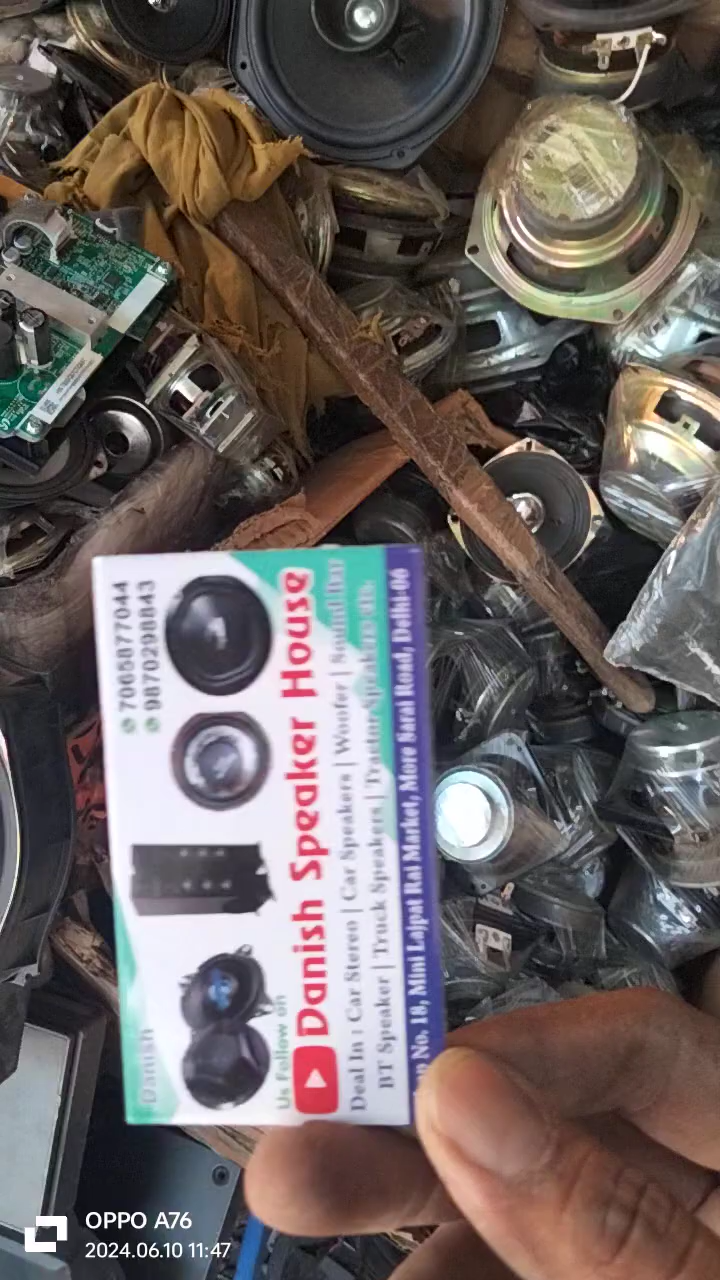 7065877044
9870298843
Danish
Us Follow on
Danish Speaker House
Deal In : Car Stereo | Car Speakers | Woofer | Sound Bar
BT Speaker | Truck Speakers | Tractor Speakers etc.
No. 18, Mini Lajpat Rai Market, More Sarai Road, Delhi-06
OPPO A76
2024.06.10 11:47